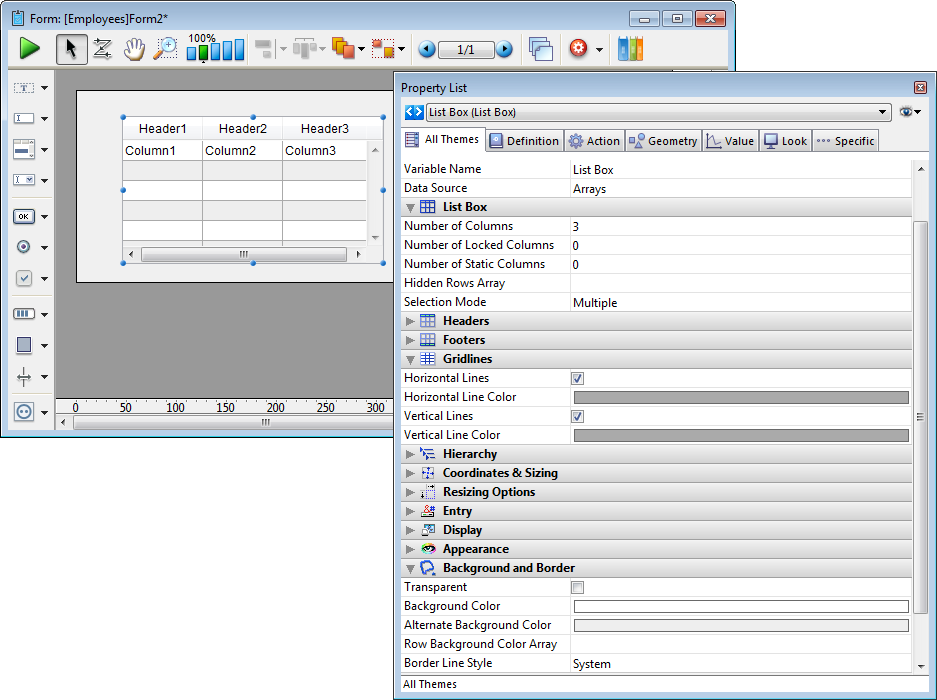 Form: [Employees]Form2*
100%
1/1
T
I
I
OK
Header1 Header2 Header3
Column1 Column2 Column3
0 50 100 150 200 250 300
Property List
List Box (List Box)
All Themes Definition Action Geometry Value Look Specific
Variable Name List Box
Data Source Arrays
List Box
Number of Columns 3
Number of Locked Columns 0
Number of Static Columns 0
Hidden Rows Array
Selection Mode Multiple
Headers
Footers
Gridlines
Horizontal Lines
Horizontal Line Color
Vertical Lines
Vertical Line Color
Hierarchy
Coordinates & Sizing
Resizing Options
Entry
Display
Appearance
Background and Border
Transparent
Background Color
Alternate Background Color
Row Background Color Array
Border Line Style System
All Themes